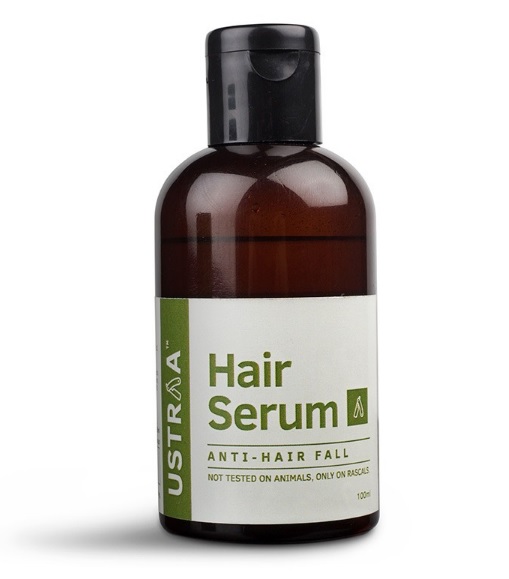 USTRAA™
Hair
Serum
ANTI-HAIR FALL
NOT TESTED ON ANIMALS, ONLY ON RASCALS
100ml